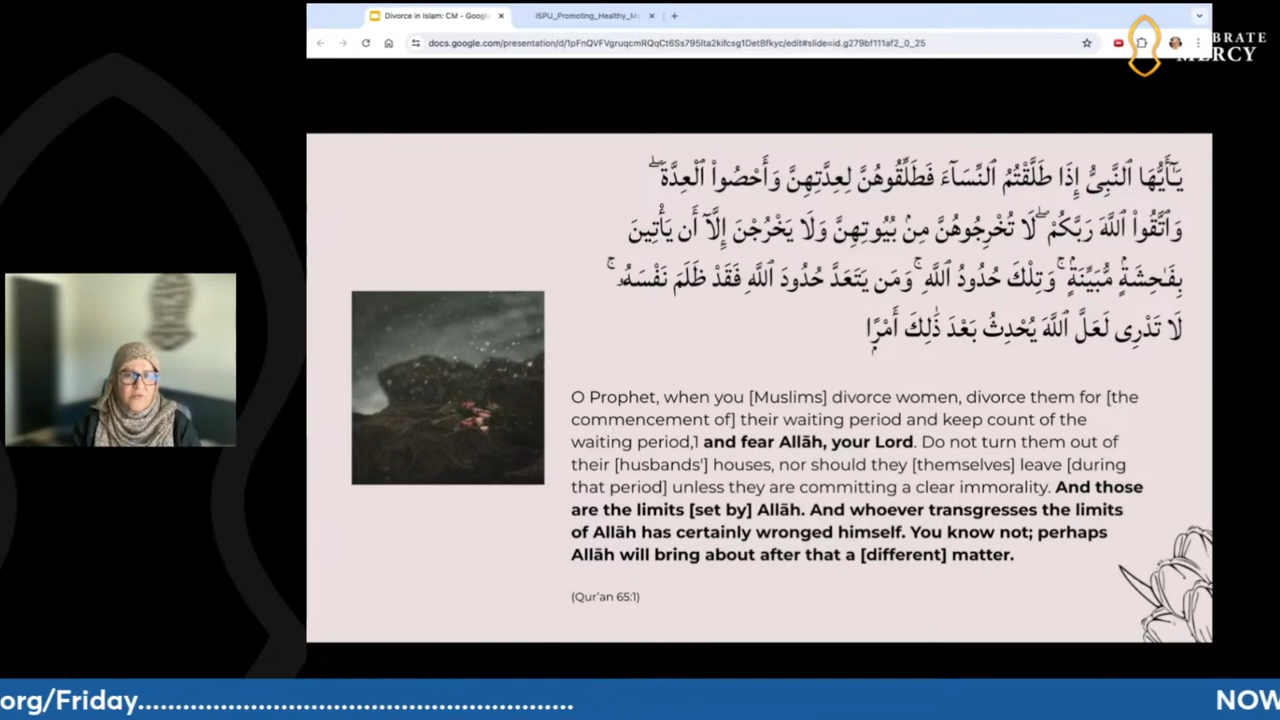 Divorce in Islam: CM - Googl
ISPU_Promoting_Healthy_M
docs.google.com/presentation/d/1pFnQVFVgruqcmRQqCt6Ss795Ita2kifcsg1DetBfkyc/edit#slide=id.g279bf111af2_0_25
BRATE
MERCY
يَـٰٓأَيُّهَا ٱلنَّبِىُّ إِذَا طَلَّقْتُمُ ٱلنِّسَآءَ فَطَلِّقُوهُنَّ لِعِدَّتِهِنَّ وَأَحْصُوا۟ ٱلْعِدَّةَ ۖ
وَٱتَّقُوا۟ ٱللَّهَ رَبَّكُمْ ۖ لَا تُخْرِجُوهُنَّ مِنۢ بُيُوتِهِنَّ وَلَا يَخْرُجْنَ إِلَّآ أَن يَأْتِينَ
بِفَـٰحِشَةٍۢ مُّبَيِّنَةٍۢ ۚ وَتِلْكَ حُدُودُ ٱللَّهِ ۚ وَمَن يَتَعَدَّ حُدُودَ ٱللَّهِ فَقَدْ ظَلَمَ نَفْسَهُۥ ۚ
لَا تَدْرِى لَعَلَّ ٱللَّهَ يُحْدِثُ بَعْدَ ذَٰلِكَ أَمْرًۭا
O Prophet, when you [Muslims] divorce women, divorce them for [the
commencement of] their waiting period and keep count of the
waiting period,1 and fear Allāh, your Lord. Do not turn them out of
their [husbands'] houses, nor should they [themselves] leave [during
that period] unless they are committing a clear immorality. And those
are the limits [set by] Allāh. And whoever transgresses the limits
of Allāh has certainly wronged himself. You know not; perhaps
Allāh will bring about after that a [different] matter.
(Qur'an 65:1)
org/Friday............................................................ NOW